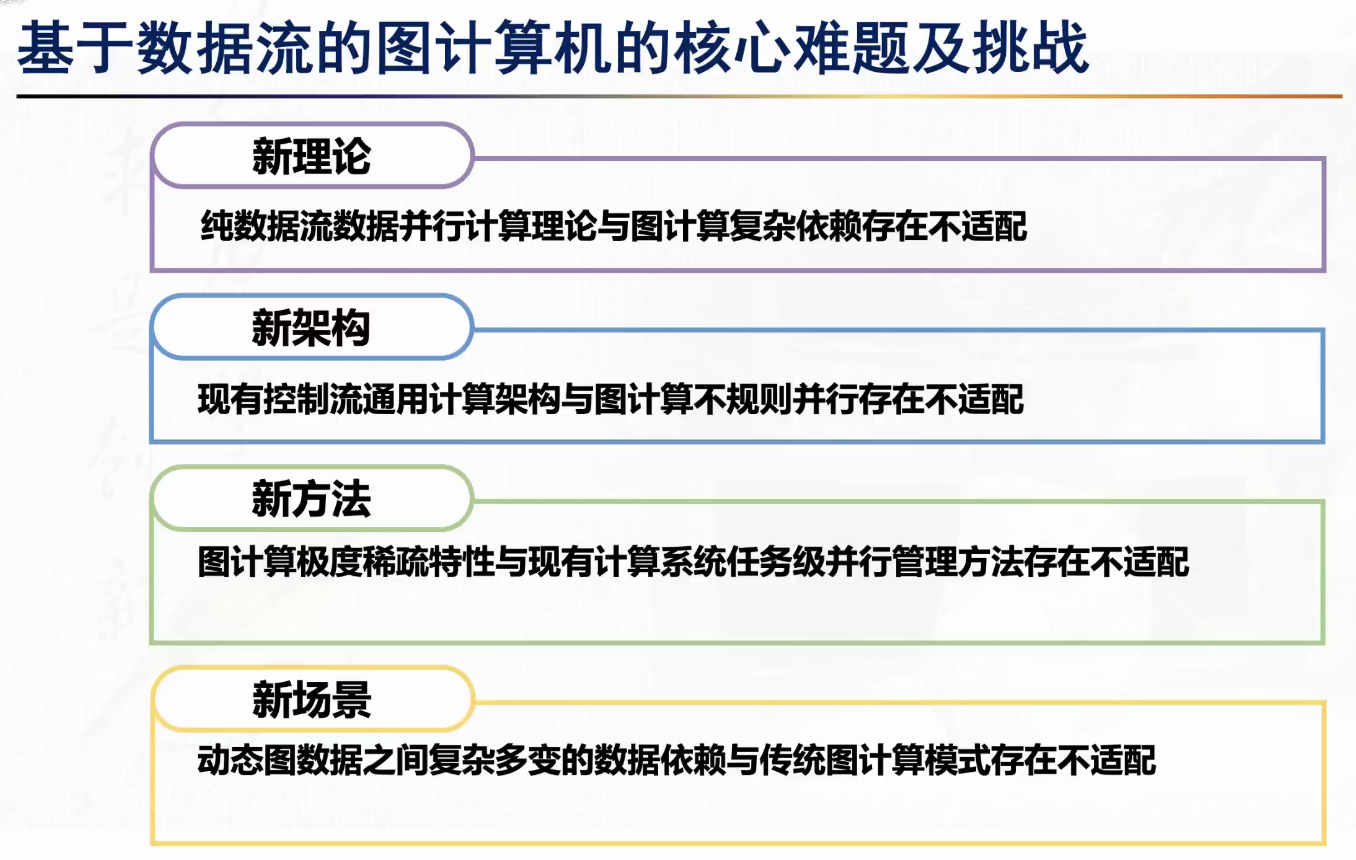 基于数据流的图计算机的核心难题及挑战
新理论
纯数据流数据并行计算理论与图计算复杂依赖存在不适配
新架构
现有控制流通用计算架构与图计算不规则并行存在不适配
新方法
图计算极度稀疏特性与现有计算系统任务级并行管理方法存在不适配
新场景
动态图数据之间复杂多变的数据依赖与传统图计算模式存在不适配